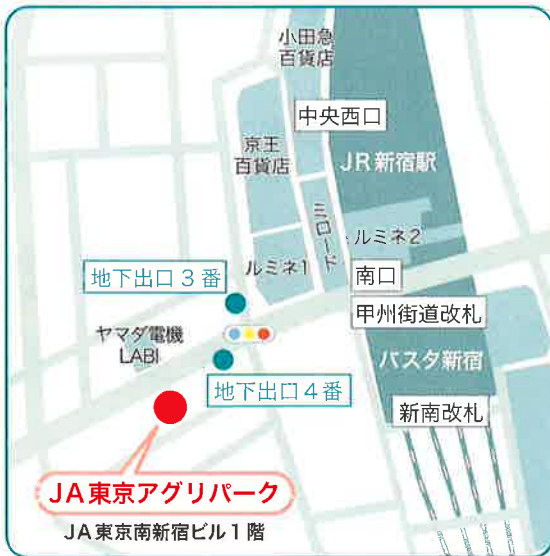 小田急
百貨店
中央西口
京王
百貨店
JR新宿駅
ミロード
ルミネ2
ルミネ1
南口
地下出口3番
甲州街道改札
ヤマダ電機
LABI
バスタ新宿
地下出口4番
新南改札
JA東京アグリパーク
JA東京南新宿ビル1階